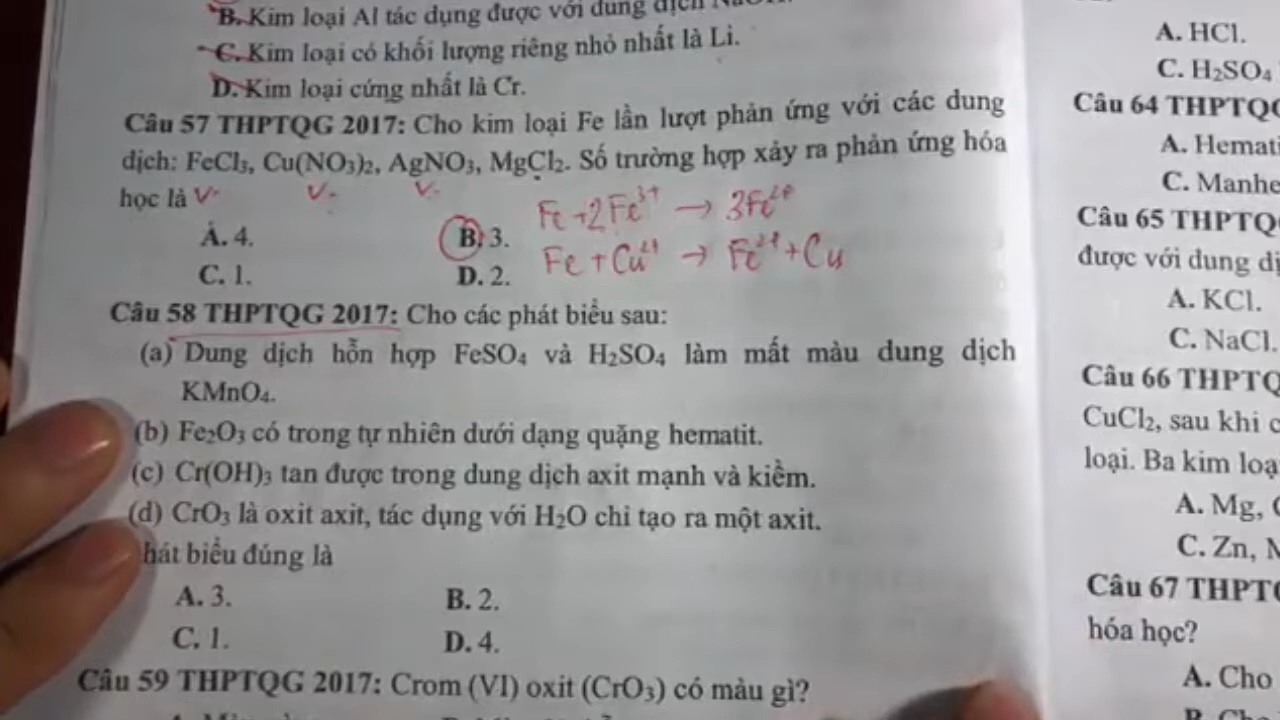 B. Kim loại Al tác dụng được với dung dịch
C. Kim loại có khối lượng riêng nhỏ nhất là Li.
D. Kim loại cứng nhất là Cr.
Câu 57 THPTQG 2017: Cho kim loại Fe lần lượt phản ứng với các dung
dịch: FeCl₃, Cu(NO₃)₂, AgNO₃, MgCl₂. Số trường hợp xảy ra phản ứng hóa
học là
Fe + 2Fe³⁺ → 3Fe²⁺
A. 4.
B. 3.
Fe + Cu²⁺ → Fe²⁺ + Cu
C. 1.
D. 2.
Câu 58 THPTQG 2017: Cho các phát biểu sau:
(a) Dung dịch hỗn hợp FeSO₄ và H₂SO₄ làm mất màu dung dịch
KMnO₄.
(b) Fe₂O₃ có trong tự nhiên dưới dạng quặng hematit.
(c) Cr(OH)₃ tan được trong dung dịch axit mạnh và kiềm.
(d) CrO₃ là oxit axit, tác dụng với H₂O chỉ tạo ra một axit.
hát biểu đúng là
A. 3.
B. 2.
C. 1.
D. 4.
Câu 59 THPTQG 2017: Crom (VI) oxit (CrO₃) có màu gì?
A. HCl.
C. H₂SO₄
Câu 64 THPTQG
A. Hemati
C. Manhe
Câu 65 THPTQ
được với dung dị
A. KCl.
C. NaCl.
Câu 66 THPTQ
CuCl₂, sau khi c
loại. Ba kim loạ
A. Mg,
C. Zn,
Câu 67 THPT
hóa học?
A. Cho